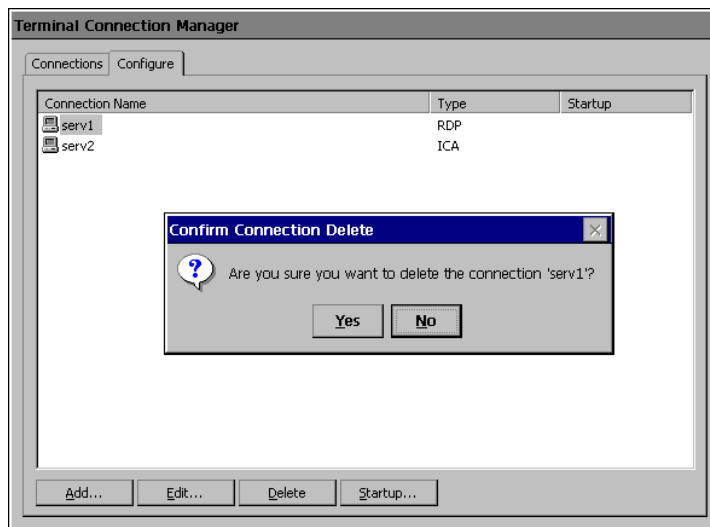 Terminal Connection Manager
Connections Configure
Connection Name Type Startup
serv1 RDP
serv2 ICA
Confirm Connection Delete
Are you sure you want to delete the connection 'serv1'?
Yes No
Add... Edit... Delete Startup...